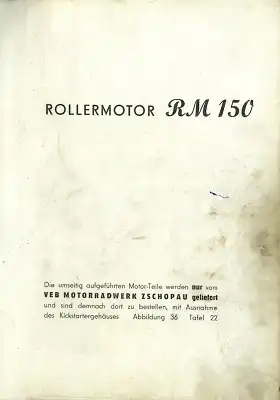 ROLLERMOTOR RM 150
Die umseitig aufgeführten Motor-Teile werden nur vom
VEB MOTORRADWERK ZSCHOPAU geliefert
und sind demnach dort zu bestellen, mit Ausnahme
des Kickstartergehäuses Abbildung 36 Tafel 22